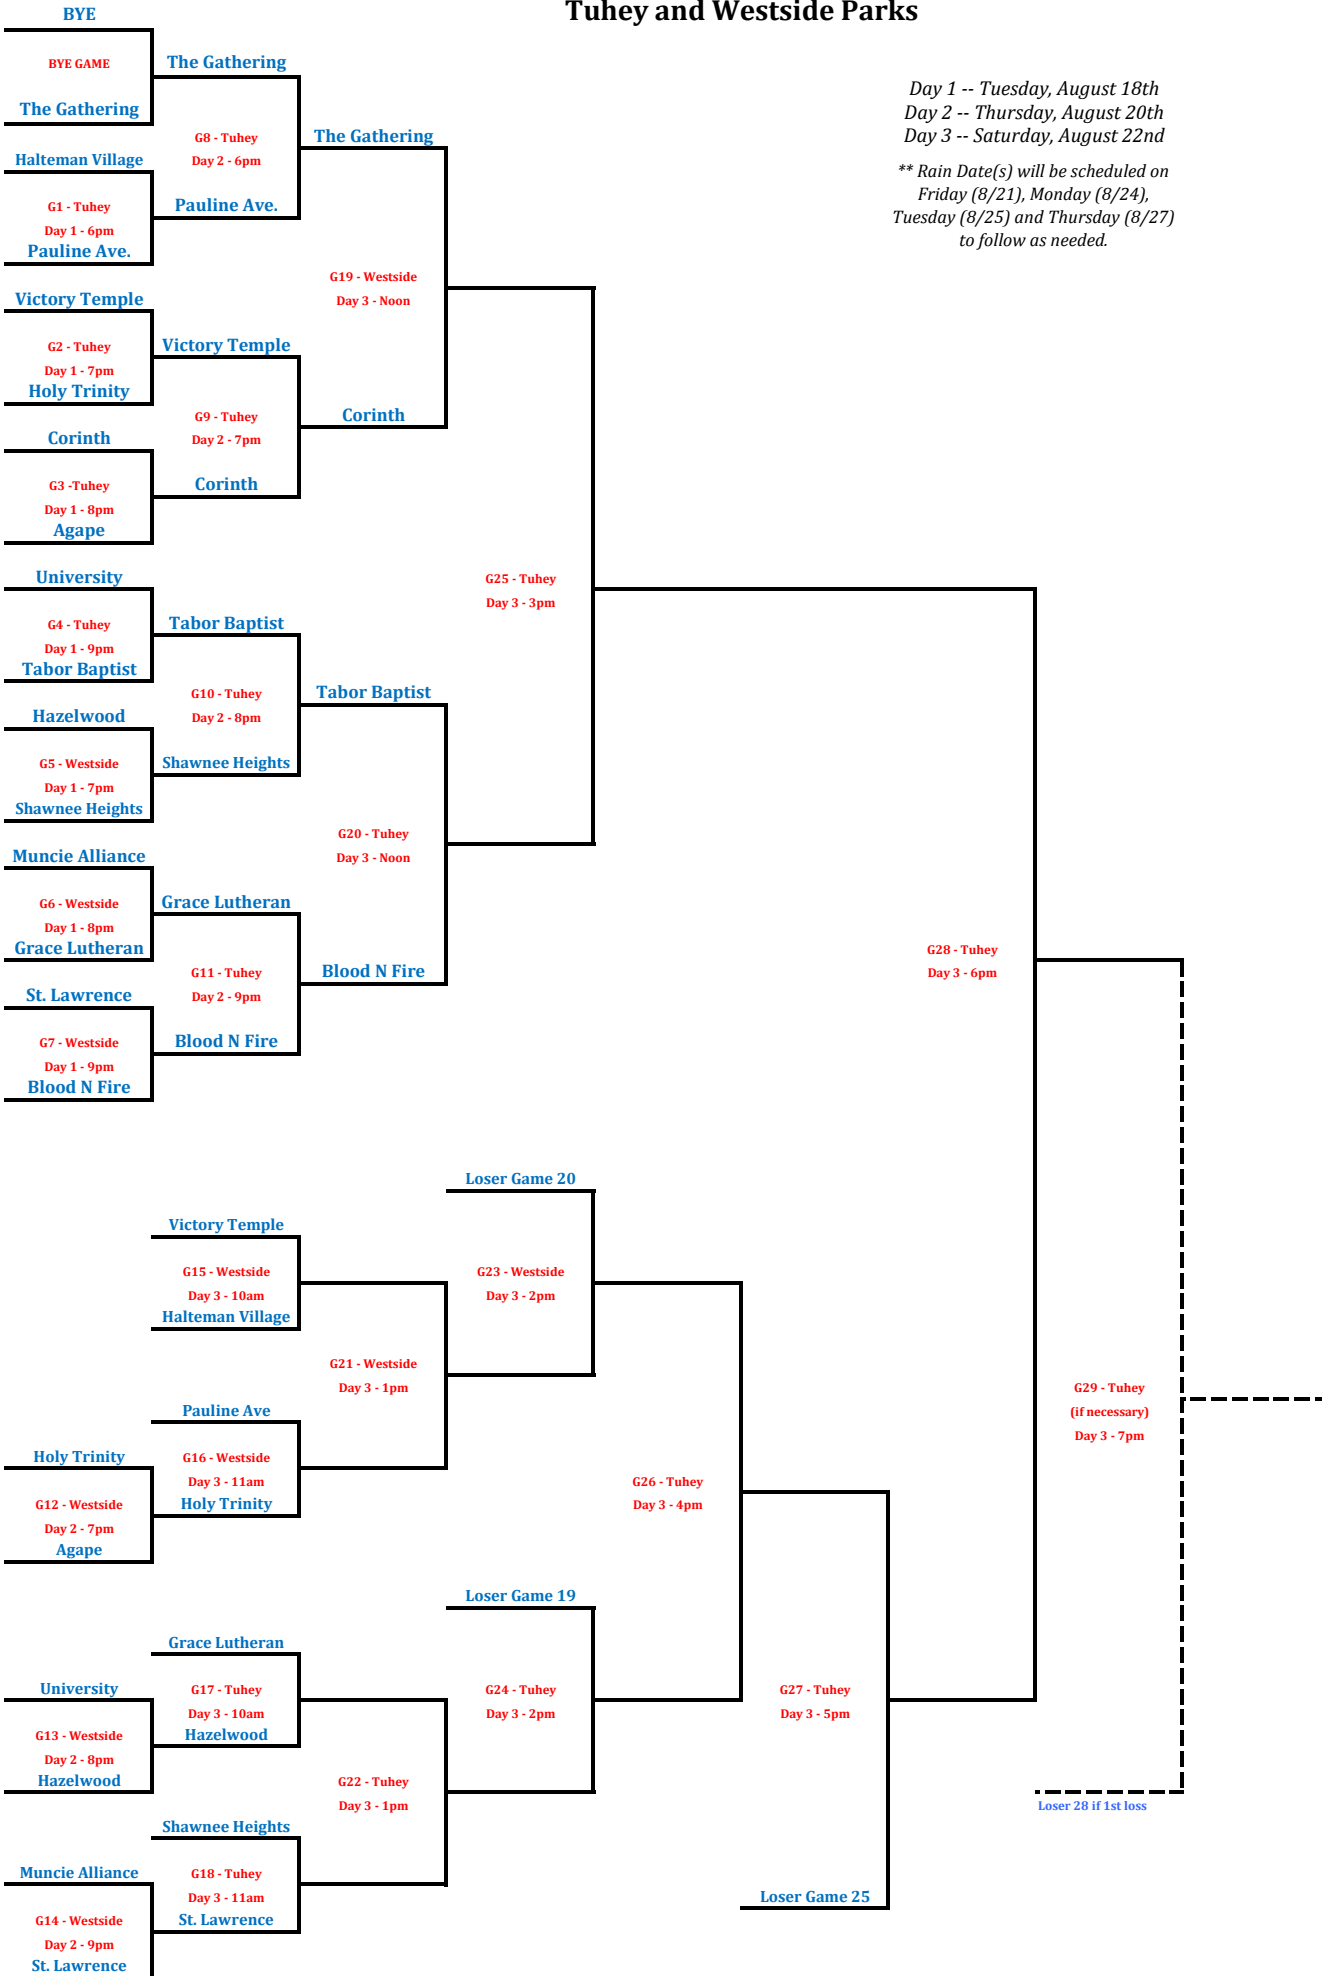 Tuhey and Westside Parks
Day 1 -- Tuesday, August 18th
Day 2 -- Thursday, August 20th
Day 3 -- Saturday, August 22nd
** Rain Date(s) will be scheduled on
Friday (8/21), Monday (8/24),
Tuesday (8/25) and Thursday (8/27)
to follow as needed.
BYE
BYE GAME
The Gathering
Halteman Village
G1 - Tuhey
Day 1 - 6pm
Pauline Ave.
Victory Temple
G2 - Tuhey
Day 1 - 7pm
Holy Trinity
Corinth
G3 -Tuhey
Day 1 - 8pm
Agape
University
G4 - Tuhey
Day 1 - 9pm
Tabor Baptist
Hazelwood
G5 - Westside
Day 1 - 7pm
Shawnee Heights
Muncie Alliance
G6 - Westside
Day 1 - 8pm
Grace Lutheran
St. Lawrence
G7 - Westside
Day 1 - 9pm
Blood N Fire
The Gathering
G8 - Tuhey
Day 2 - 6pm
Pauline Ave.
Victory Temple
G9 - Tuhey
Day 2 - 7pm
Corinth
Tabor Baptist
G10 - Tuhey
Day 2 - 8pm
Shawnee Heights
Grace Lutheran
G11 - Tuhey
Day 2 - 9pm
Blood N Fire
The Gathering
G19 - Westside
Day 3 - Noon
Corinth
Tabor Baptist
G20 - Tuhey
Day 3 - Noon
Blood N Fire
G25 - Tuhey
Day 3 - 3pm
G28 - Tuhey
Day 3 - 6pm
G29 - Tuhey
(if necessary)
Day 3 - 7pm
Loser 28 if 1st loss
Holy Trinity
G12 - Westside
Day 2 - 7pm
Agape
University
G13 - Westside
Day 2 - 8pm
Hazelwood
Muncie Alliance
G14 - Westside
Day 2 - 9pm
St. Lawrence
Victory Temple
G15 - Westside
Day 3 - 10am
Halteman Village
Pauline Ave
G16 - Westside
Day 3 - 11am
Holy Trinity
Grace Lutheran
G17 - Tuhey
Day 3 - 10am
Hazelwood
Shawnee Heights
G18 - Tuhey
Day 3 - 11am
St. Lawrence
G21 - Westside
Day 3 - 1pm
G22 - Tuhey
Day 3 - 1pm
Loser Game 20
G23 - Westside
Day 3 - 2pm
Loser Game 19
G24 - Tuhey
Day 3 - 2pm
G26 - Tuhey
Day 3 - 4pm
G27 - Tuhey
Day 3 - 5pm
Loser Game 25